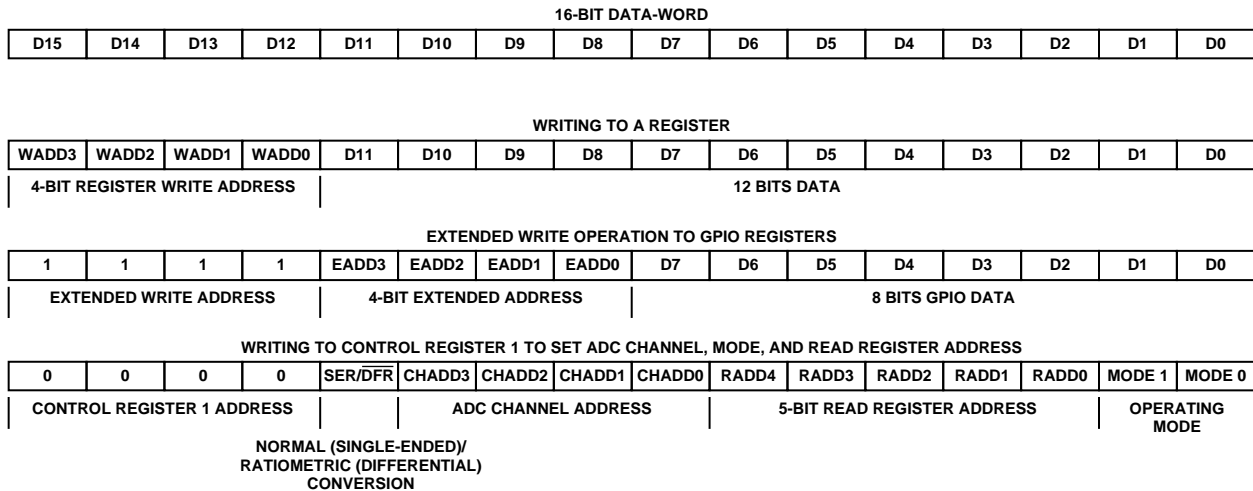 16-BIT DATA-WORD
D15 D14 D13 D12 D11 D10 D9 D8 D7 D6 D5 D4 D3 D2 D1 D0
WRITING TO A REGISTER
WADD3 WADD2 WADD1 WADD0 D11 D10 D9 D8 D7 D6 D5 D4 D3 D2 D1 D0
4-BIT REGISTER WRITE ADDRESS 12 BITS DATA
EXTENDED WRITE OPERATION TO GPIO REGISTERS
1 1 1 1 EADD3 EADD2 EADD1 EADD0 D7 D6 D5 D4 D3 D2 D1 D0
EXTENDED WRITE ADDRESS 4-BIT EXTENDED ADDRESS 8 BITS GPIO DATA
WRITING TO CONTROL REGISTER 1 TO SET ADC CHANNEL, MODE, AND READ REGISTER ADDRESS
0 0 0 0 SER/D̅F̅R̅ CHADD3 CHADD2 CHADD1 CHADD0 RADD4 RADD3 RADD2 RADD1 RADD0 MODE 1 MODE 0
CONTROL REGISTER 1 ADDRESS ADC CHANNEL ADDRESS 5-BIT READ REGISTER ADDRESS OPERATING
MODE
NORMAL (SINGLE-ENDED)/
RATIOMETRIC (DIFFERENTIAL)
CONVERSION